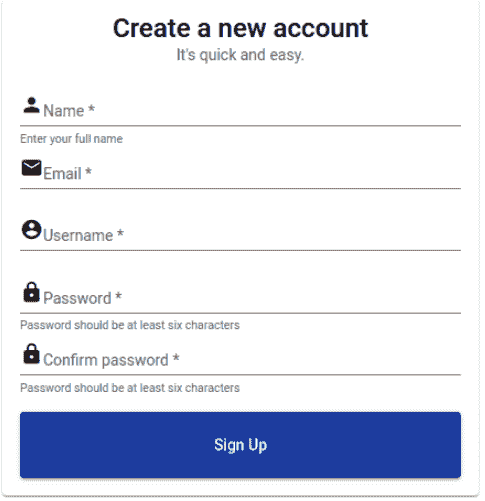 Create a new account
It's quick and easy.
Name *
Enter your full name
Email *
Username *
Password *
Password should be at least six characters
Confirm password *
Password should be at least six characters
Sign Up